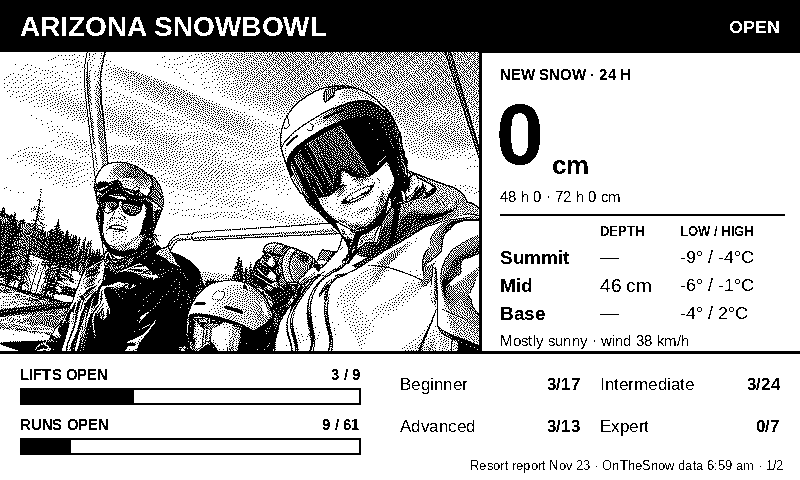 ARIZONA SNOWBOWL
OPEN
NEW SNOW · 24 H
0 cm
48 h 0 · 72 h 0 cm
DEPTH LOW / HIGH
Summit — -9° / -4°C
Mid 46 cm -6° / -1°C
Base — -4° / 2°C
Mostly sunny · wind 38 km/h
LIFTS OPEN 3 / 9
RUNS OPEN 9 / 61
Beginner 3/17 Intermediate 3/24
Advanced 3/13 Expert 0/7
Resort report Nov 23 · OnTheSnow data 6:59 am · 1/2